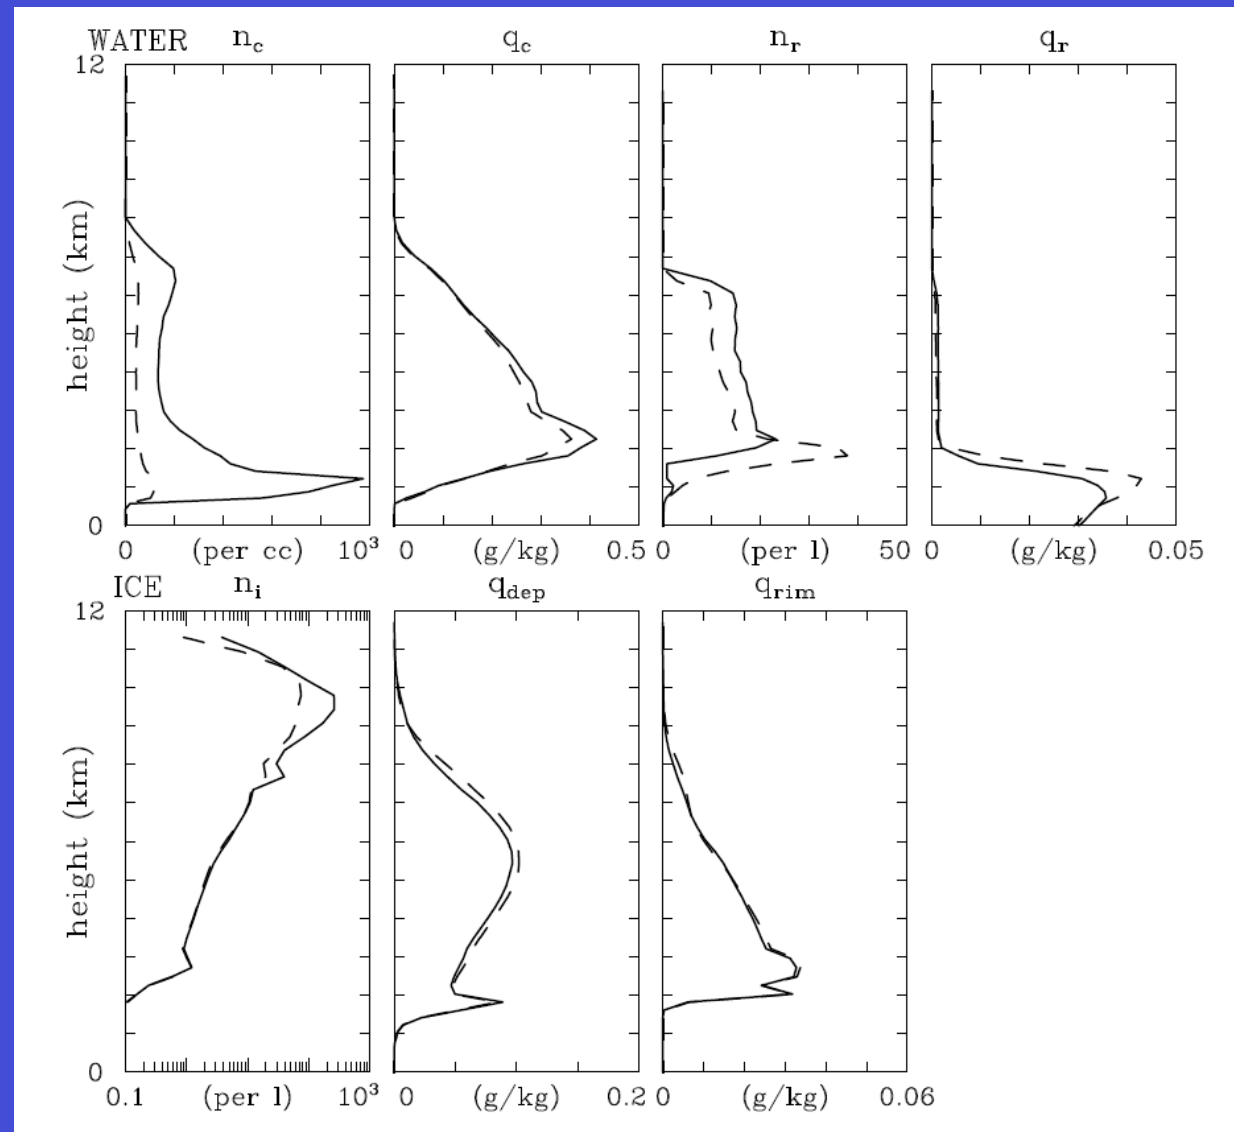 WATER n_c q_c n_r q_r
12
height (km)
0
0 (per cc) 10³ 0 (g/kg) 0.5 0 (per l) 50 0 (g/kg) 0.05
ICE n_i q_dep q_rim
12
height (km)
0
0.1 (per l) 10³ 0 (g/kg) 0.2 0 (g/kg) 0.06